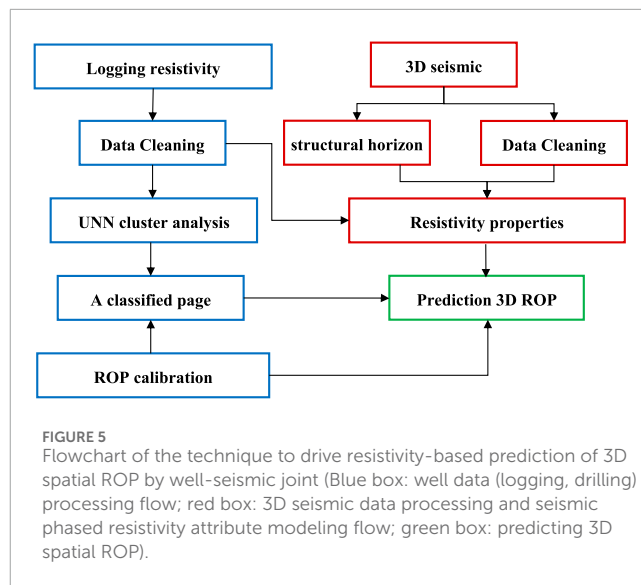 Logging resistivity
3D seismic
Data Cleaning
structural horizon
Data Cleaning
UNN cluster analysis
Resistivity properties
A classified page
Prediction 3D ROP
ROP calibration
FIGURE 5
Flowchart of the technique to drive resistivity-based prediction of 3D
spatial ROP by well-seismic joint (Blue box: well data (logging, drilling)
processing flow; red box: 3D seismic data processing and seismic
phased resistivity attribute modeling flow; green box: predicting 3D
spatial ROP).